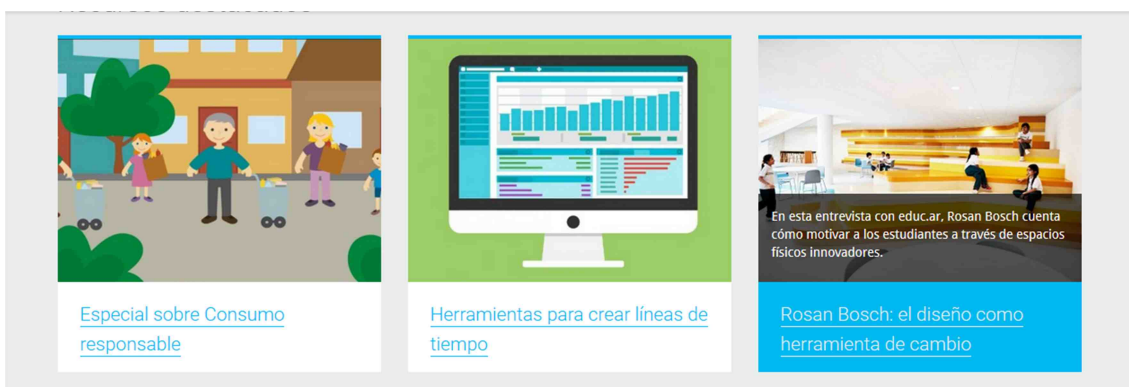 En esta entrevista con educ.ar, Rosan Bosch cuenta
cómo motivar a los estudiantes a través de espacios
físicos innovadores.
Especial sobre Consumo
responsable
Herramientas para crear líneas de
tiempo
Rosan Bosch: el diseño como
herramienta de cambio